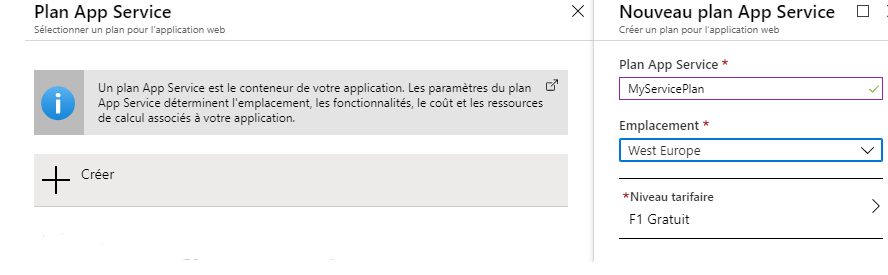 Plan App Service
Sélectionner un plan pour l'application web
Un plan App Service est le conteneur de votre application. Les paramètres du plan
App Service déterminent l'emplacement, les fonctionnalités, le coût et les ressources
de calcul associés à votre application.
Créer
Nouveau plan App Service
Créer un plan pour l'application web
Plan App Service *
MyServicePlan
Emplacement *
West Europe
*Niveau tarifaire
F1 Gratuit